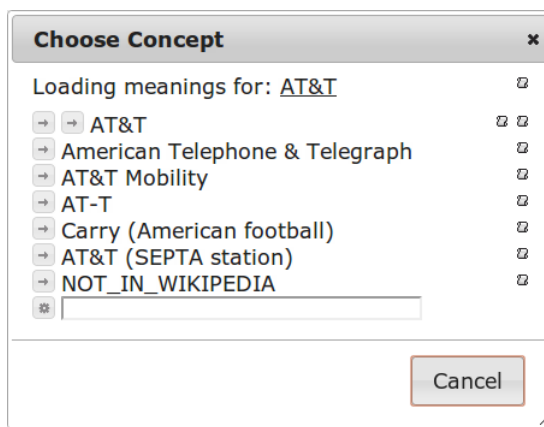 Choose Concept
Loading meanings for: AT&T
AT&T
American Telephone & Telegraph
AT&T Mobility
AT-T
Carry (American football)
AT&T (SEPTA station)
NOT_IN_WIKIPEDIA
Cancel